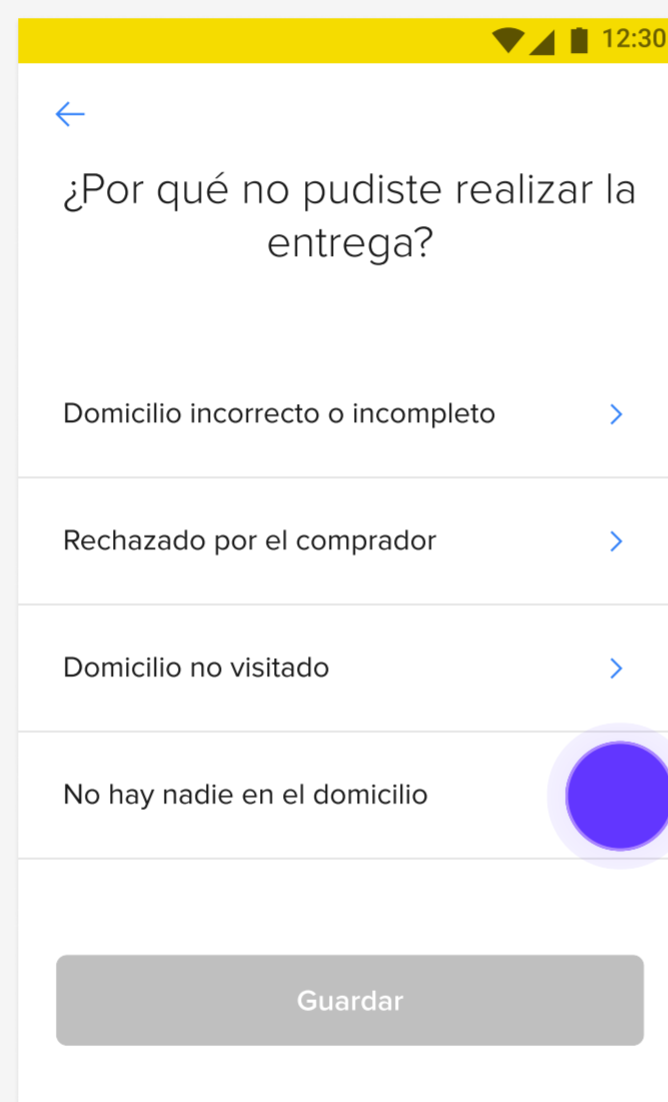 12:30
¿Por qué no pudiste realizar la
entrega?
Domicilio incorrecto o incompleto
Rechazado por el comprador
Domicilio no visitado
No hay nadie en el domicilio
Guardar